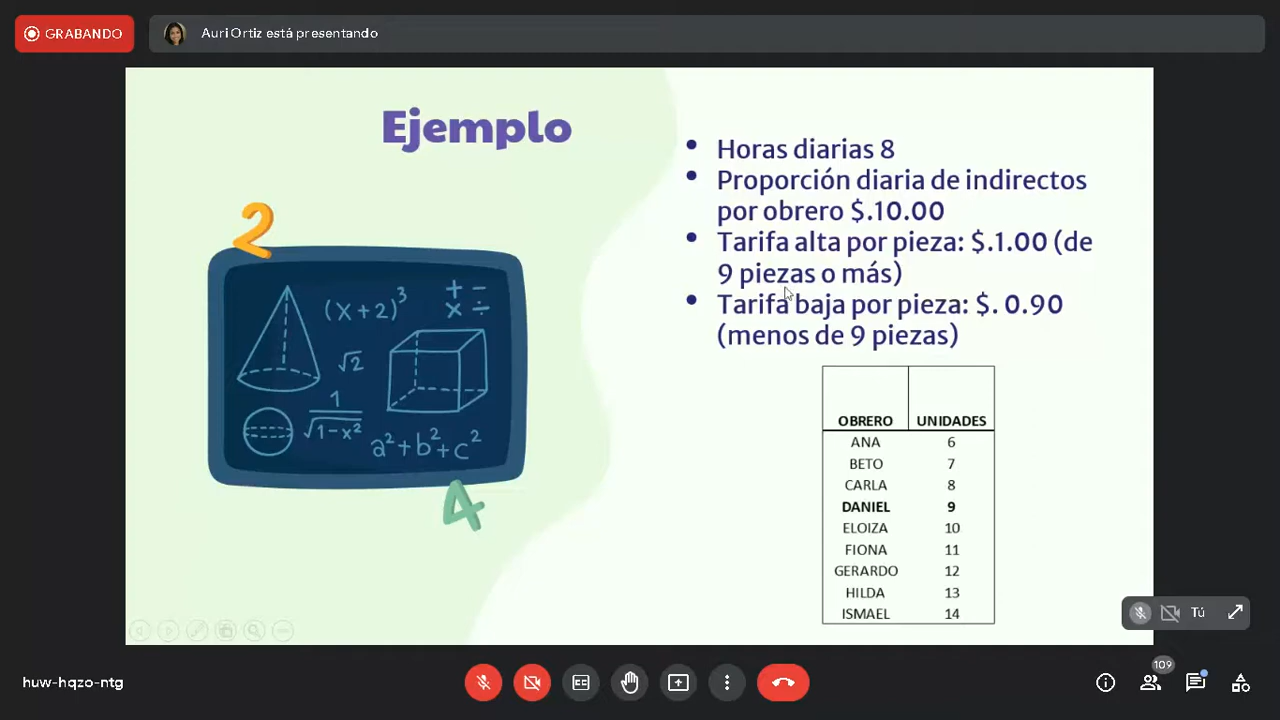 GRABANDO
Auri Ortiz está presentando
Ejemplo
• Horas diarias 8
• Proporción diaria de indirectos
por obrero $.10.00
• Tarifa alta por pieza: $.1.00 (de
9 piezas o más)
• Tarifa baja por pieza: $. 0.90
(menos de 9 piezas)
2
(x+2)³
+ -
x ÷
√2
1
√1-x²
a²+b²+c²
4
OBRERO UNIDADES
ANA 6
BETO 7
CARLA 8
DANIEL 9
ELOIZA 10
FIONA 11
GERARDO 12
HILDA 13
ISMAEL 14
Tú
huw-hqzo-ntg
109